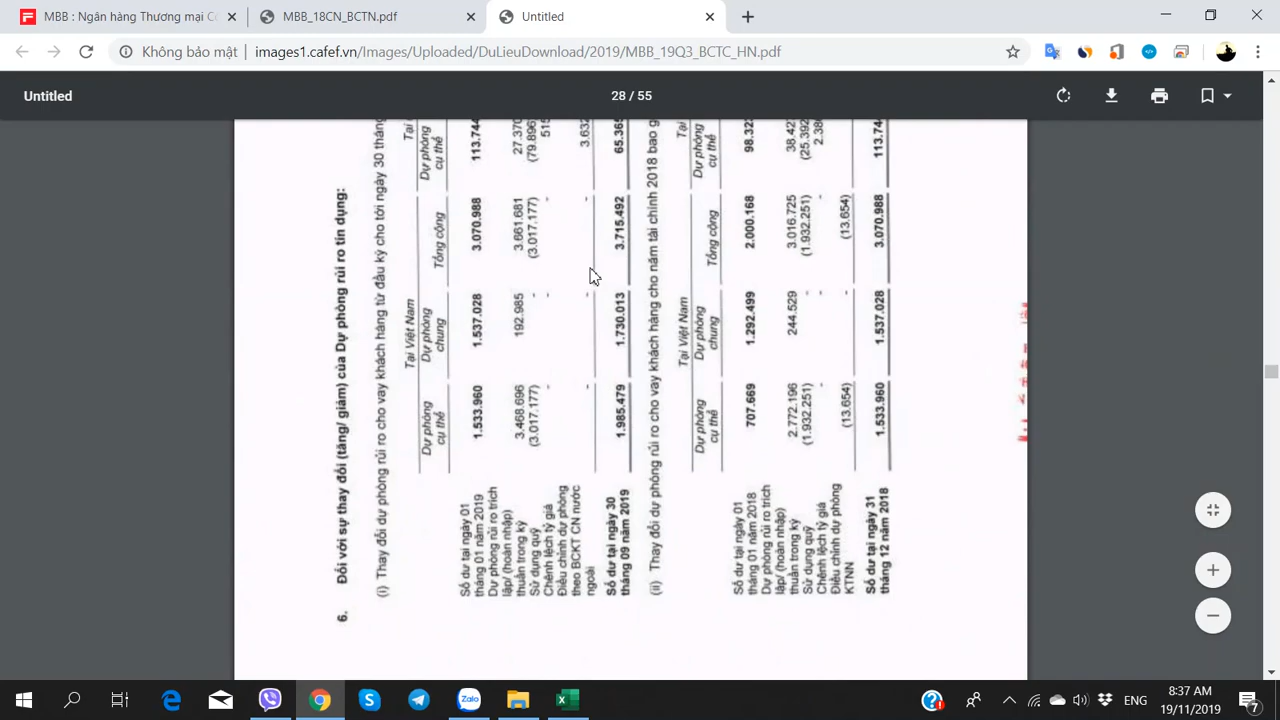 MBB : Ngân hàng Thương mại C
MBB_18CN_BCTN.pdf
Untitled
Không bảo mật
images1.cafef.vn/Images/Uploaded/DuLieuDownload/2019/MBB_19Q3_BCTC_HN.pdf
Untitled
28 / 55
6. Đối với sự thay đổi (tăng/ giảm) của Dự phòng rủi ro tín dụng:
(i) Thay đổi dự phòng rủi ro cho vay khách hàng từ đầu kỳ cho tới ngày 30 thán
Tại Việt Nam Tại
Dự phòng cụ thể Dự phòng chung Tổng cộng Dự phòng cụ thể
Số dư tại ngày 01 tháng 01 năm 2019 1.533.960 1.537.028 3.070.988 113.744
Dự phòng rủi ro trích lập/ (hoàn nhập) thuần trong kỳ 3.468.696 192.985 3.661.681 27.370
Sử dụng quỹ (3.017.177) - (3.017.177) (79.896
Chênh lệch tỷ giá - - - 515
Điều chỉnh dự phòng theo BCKT CN nước ngoài - - - 3.632
Số dư tại ngày 30 tháng 09 năm 2019 1.985.479 1.730.013 3.715.492 65.365
(ii) Thay đổi dự phòng rủi ro cho vay khách hàng cho năm tài chính 2018 bao g
Tại Việt Nam Tại
Dự phòng cụ thể Dự phòng chung Tổng cộng Dự phòng cụ thể
Số dư tại ngày 01 tháng 01 năm 2018 707.669 1.292.499 2.000.168 98.32
Dự phòng rủi ro trích lập/ (hoàn nhập) thuần trong kỳ 2.772.196 244.529 3.016.725 38.42
Sử dụng quỹ (1.932.251) - (1.932.251) (25.392
Chênh lệch tỷ giá - - - 2.38
Điều chỉnh dự phòng KTNN (13.654) - (13.654)
Số dư tại ngày 31 tháng 12 năm 2018 1.533.960 1.537.028 3.070.988 113.74
Zalo
ENG
8:37 AM
19/11/2019
7